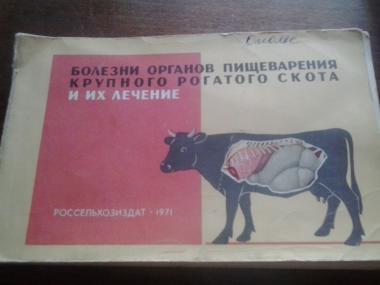 БОЛЕЗНИ ОРГАНОВ ПИЩЕВАРЕНИЯ
КРУПНОГО РОГАТОГО СКОТА
И ИХ ЛЕЧЕНИЕ
РОССЕЛЬХОЗИЗДАТ · 1971